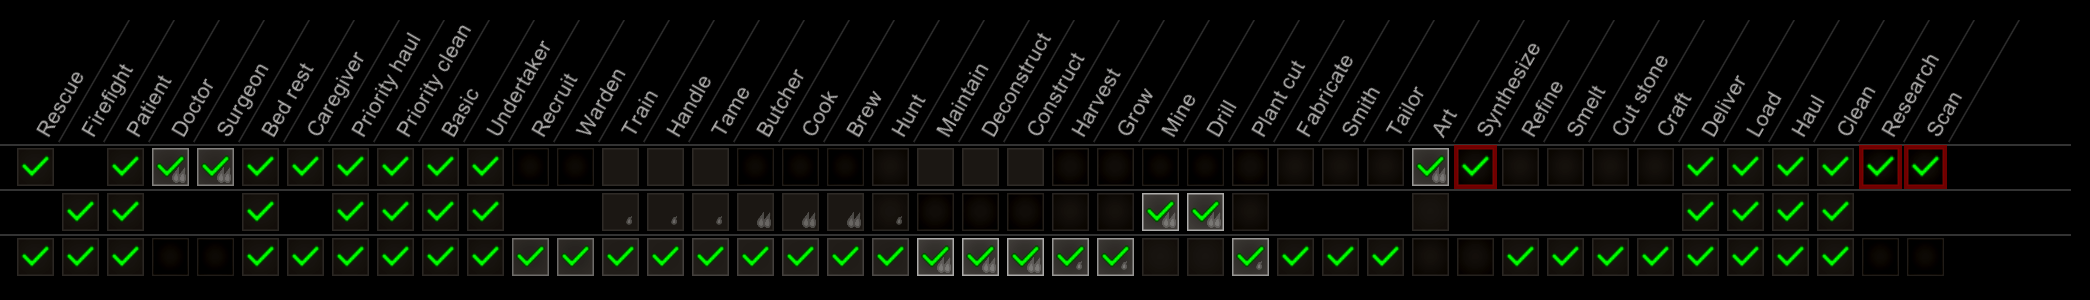 Rescue
Firefight
Patient
Doctor
Surgeon
Bed rest
Caregiver
Priority haul
Priority clean
Basic
Undertaker
Recruit
Warden
Train
Handle
Tame
Butcher
Cook
Brew
Hunt
Maintain
Deconstruct
Construct
Harvest
Grow
Mine
Drill
Plant cut
Fabricate
Smith
Tailor
Art
Synthesize
Refine
Smelt
Cut stone
Craft
Deliver
Load
Haul
Clean
Research
Scan